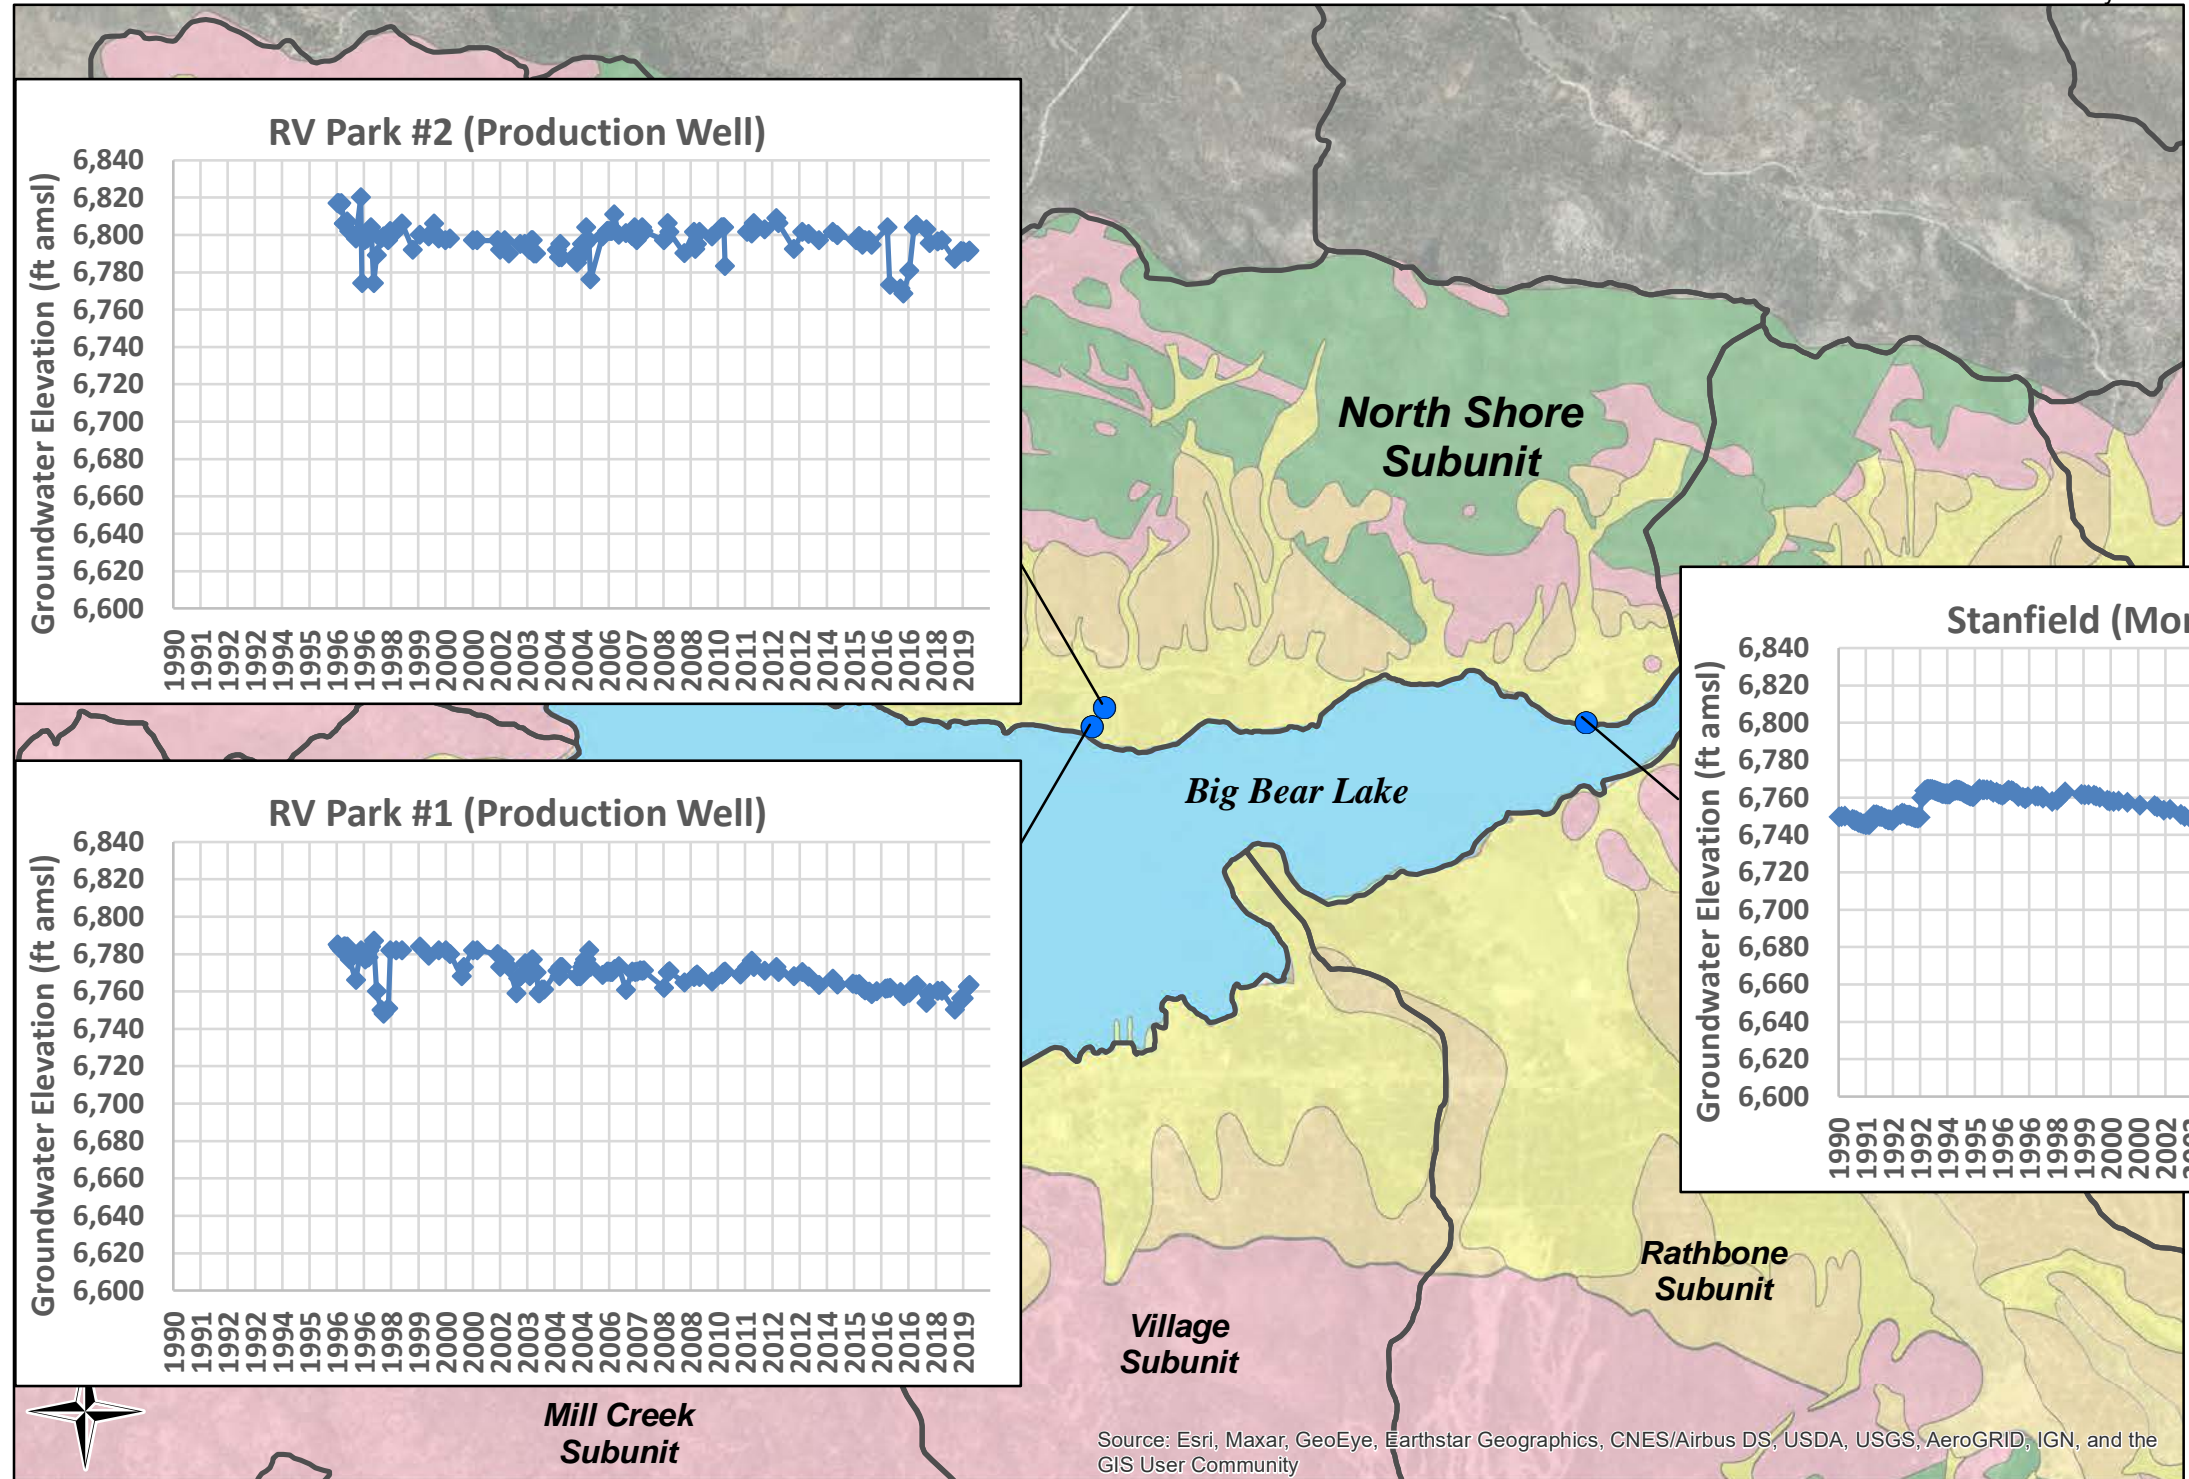 RV Park #2 (Production Well)
Groundwater Elevation (ft amsl)
6,840
6,820
6,800
6,780
6,760
6,740
6,720
6,700
6,680
6,660
6,640
6,620
6,600
1990 1991 1992 1992 1994 1995 1996 1996 1998 1999 2000 2000 2002 2003 2004 2004 2006 2007 2008 2008 2010 2011 2012 2012 2014 2015 2016 2016 2018 2019
North Shore
Subunit
Stanfield (Mor
Groundwater Elevation (ft amsl)
6,840
6,820
6,800
6,780
6,760
6,740
6,720
6,700
6,680
6,660
6,640
6,620
6,600
1990 1991 1992 1992 1994 1995 1996 1996 1998 1999 2000 2000 2002
Big Bear Lake
RV Park #1 (Production Well)
Groundwater Elevation (ft amsl)
6,840
6,820
6,800
6,780
6,760
6,740
6,720
6,700
6,680
6,660
6,640
6,620
6,600
1990 1991 1992 1992 1994 1995 1996 1996 1998 1999 2000 2000 2002 2003 2004 2004 2006 2007 2008 2008 2010 2011 2012 2012 2014 2015 2016 2016 2018 2019
Rathbone
Subunit
Village
Subunit
Mill Creek
Subunit
Source: Esri, Maxar, GeoEye, Earthstar Geographics, CNES/Airbus DS, USDA, USGS, AeroGRID, IGN, and the
GIS User Community